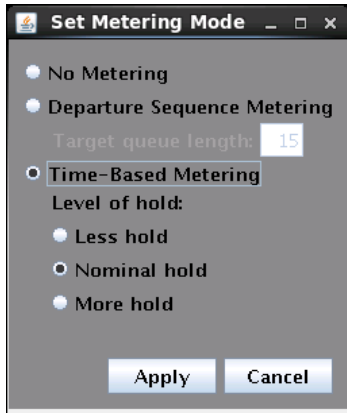 Set Metering Mode
No Metering
Departure Sequence Metering
Target queue length: 15
Time-Based Metering
Level of hold:
Less hold
Nominal hold
More hold
Apply Cancel